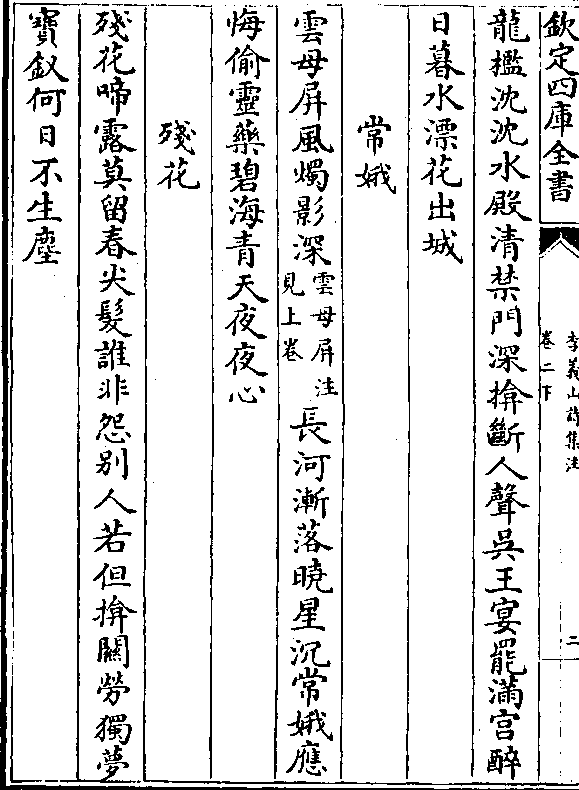 欽定四庫全書
李義山詩集注
卷二下
二
龍檻沈沈水殿清禁門深揜斷人聲吳王宴罷滿宫醉
日暮水漂花出城
常娥
雲母屏風燭影深雲母屏注見上卷長河漸落曉星沉常娥應
悔偷靈藥碧海青天夜夜心
殘花
殘花啼露莫留春尖髮誰非怨别人若但揜關勞獨夢
寶釵何日不生塵